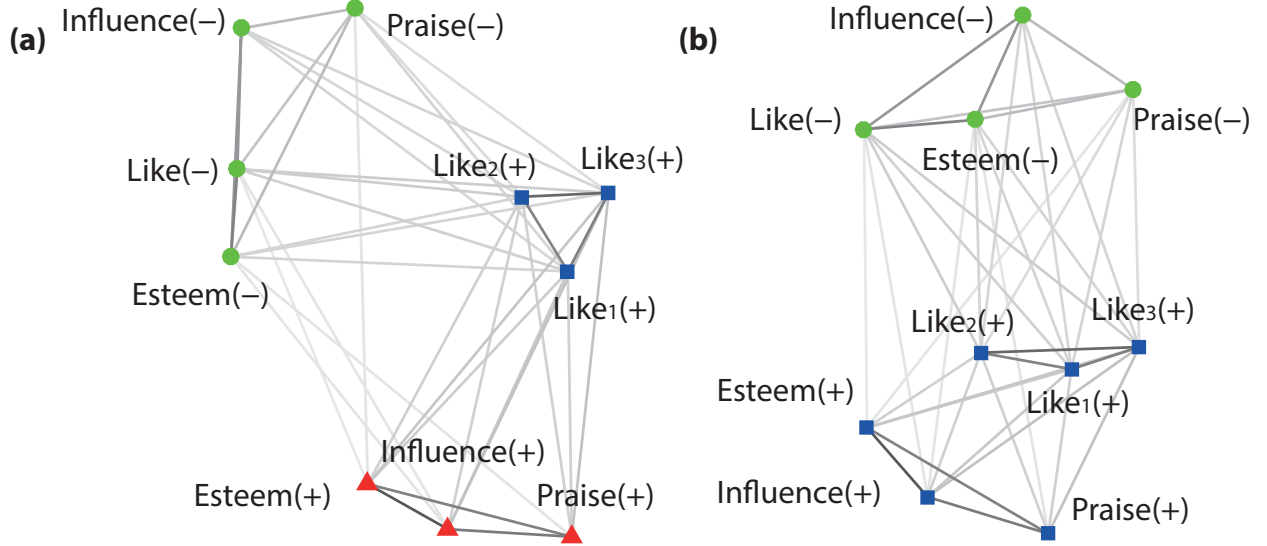 (a)
Influence(−)
Praise(−)
Like(−)
Like₂(+)
Like₃(+)
Esteem(−)
Like₁(+)
Influence(+)
Esteem(+)
Praise(+)
(b)
Influence(−)
Like(−)
Praise(−)
Esteem(−)
Like₂(+)
Like₃(+)
Esteem(+)
Like₁(+)
Influence(+)
Praise(+)